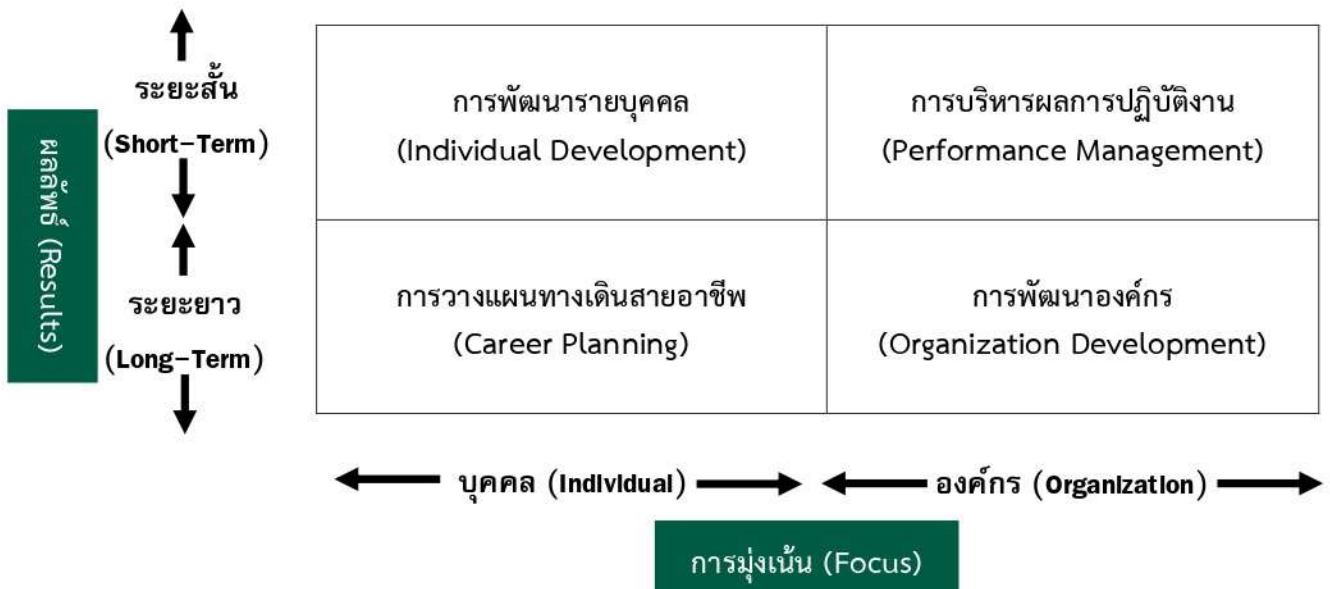 ผลลัพธ์ (Results)
ระยะสั้น
(Short-Term)
ระยะยาว
(Long-Term)
การพัฒนารายบุคคล
(Individual Development)
การบริหารผลการปฏิบัติงาน
(Performance Management)
การวางแผนทางเดินสายอาชีพ
(Career Planning)
การพัฒนาองค์กร
(Organization Development)
บุคคล (Individual)
องค์กร (Organization)
การมุ่งเน้น (Focus)